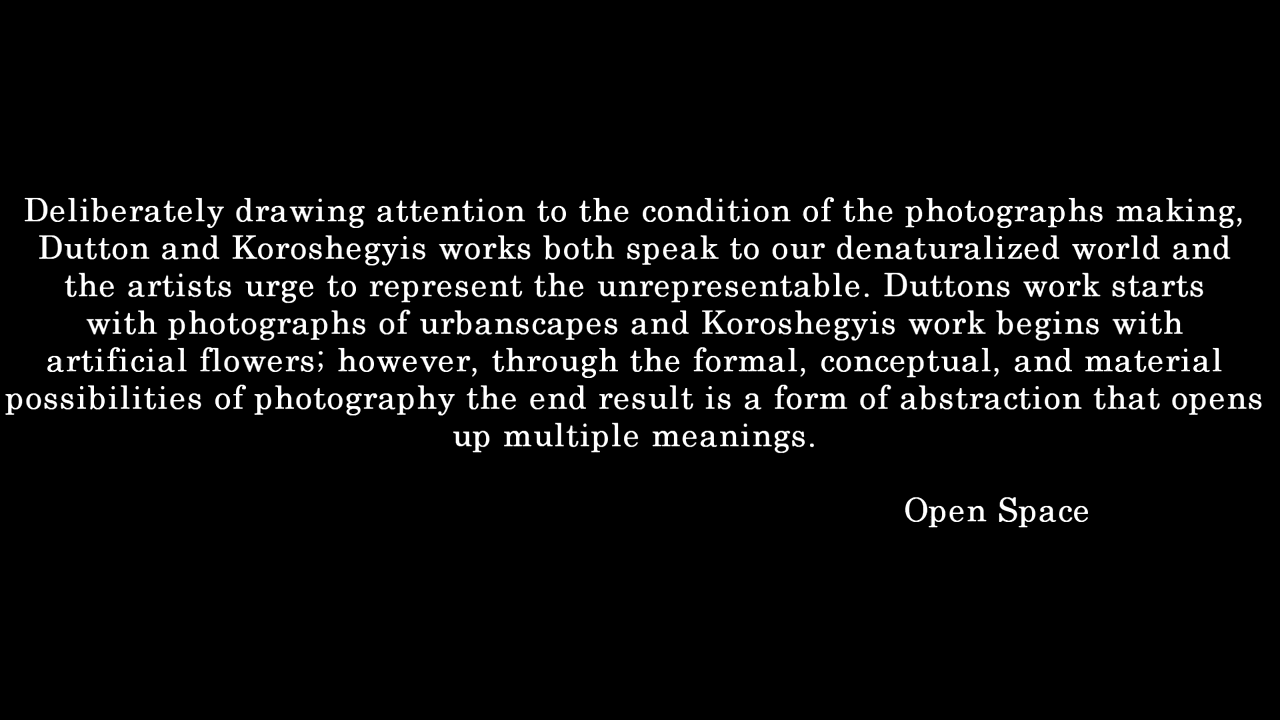 Deliberately drawing attention to the condition of the photographs making,
Dutton and Koroshegyis works both speak to our denaturalized world and
the artists urge to represent the unrepresentable. Duttons work starts
with photographs of urbanscapes and Koroshegyis work begins with
artificial flowers; however, through the formal, conceptual, and material
possibilities of photography the end result is a form of abstraction that opens
up multiple meanings.
Open Space